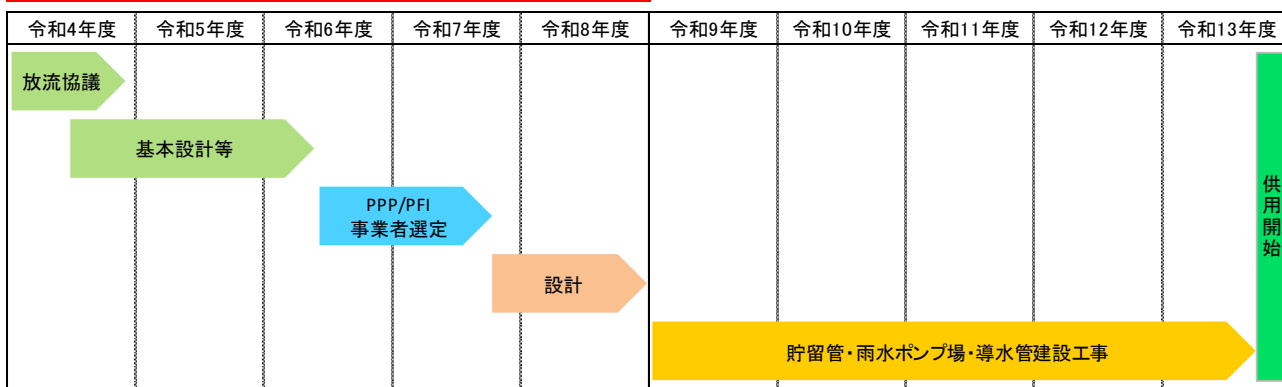 令和4年度 令和5年度 令和6年度 令和7年度 令和8年度 令和9年度 令和10年度 令和11年度 令和12年度 令和13年度
放流協議
基本設計等
PPP/PFI
事業者選定
設計
貯留管・雨水ポンプ場・導水管建設工事
供用開始